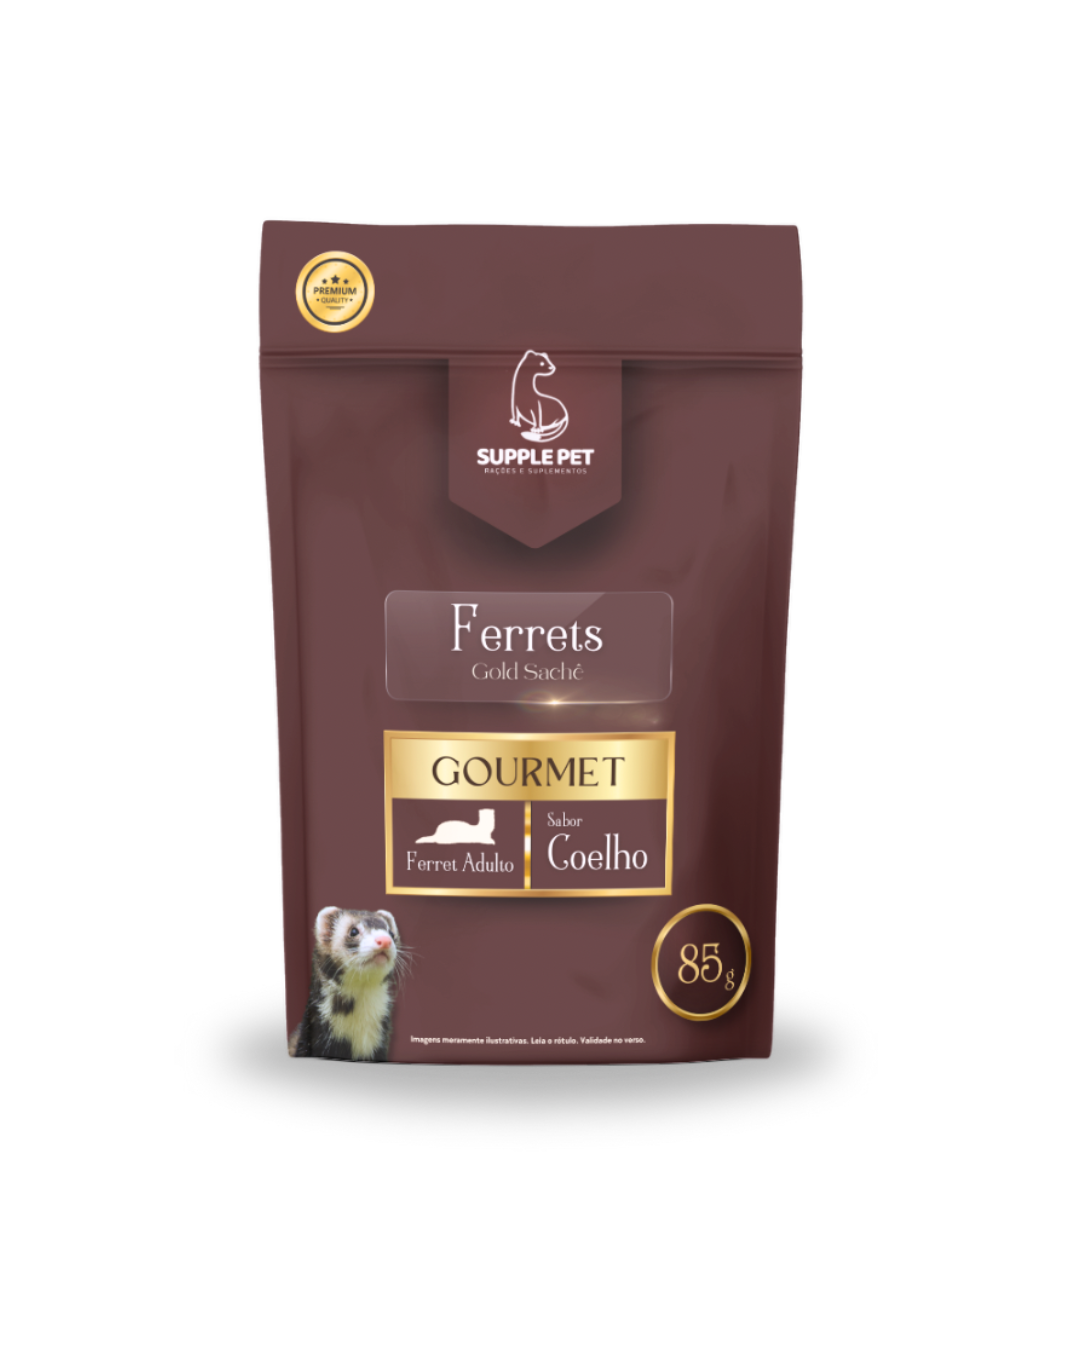 PREMIUM
• QUALITY •
SUPPLE PET
RAÇÕES E SUPLEMENTOS
Ferrets
Gold Sachê
GOURMET
Ferret Adulto
Sabor
Coelho
85g
Imagens meramente ilustrativas. Leia o rótulo. Validade no verso.